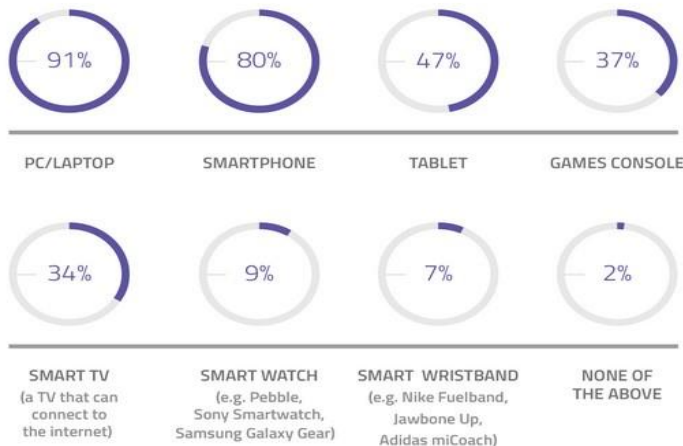 91%
80%
47%
37%
PC/LAPTOP
SMARTPHONE
TABLET
GAMES CONSOLE
34%
9%
7%
2%
SMART TV
(a TV that can
connect to
the internet)
SMART WATCH
(e.g. Pebble,
Sony Smartwatch,
Samsung Galaxy Gear)
SMART WRISTBAND
(e.g. Nike Fuelband,
Jawbone Up,
Adidas miCoach)
NONE OF
THE ABOVE